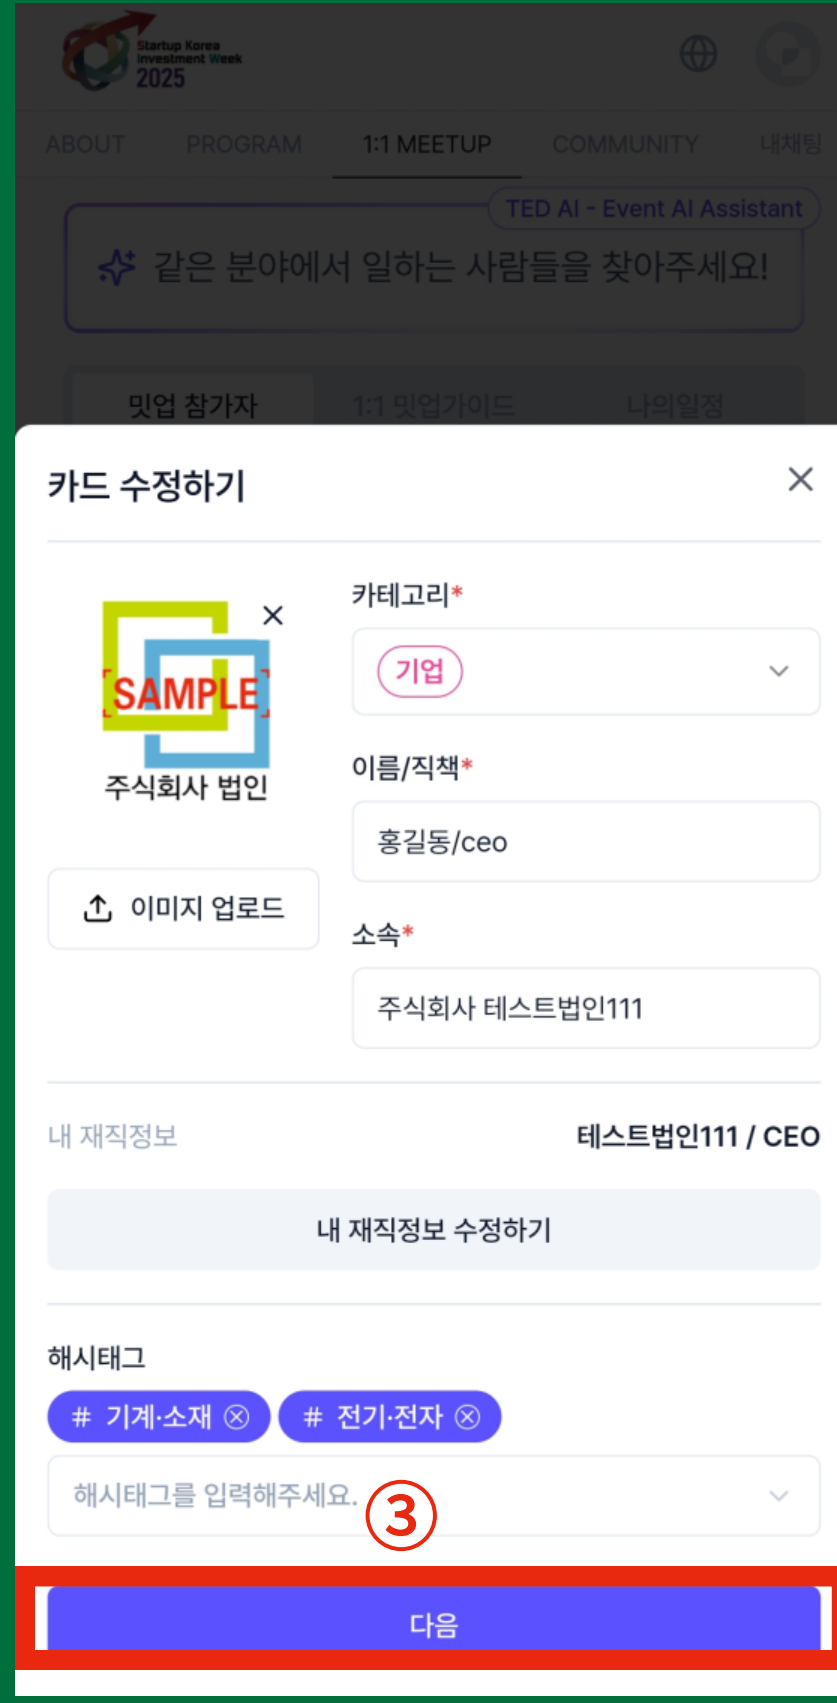 Startup Korea
Investment Week
2025
ABOUT PROGRAM 1:1 MEETUP COMMUNITY 내채팅
TED AI - Event AI Assistant
같은 분야에서 일하는 사람들을 찾아주세요!
밋업 참가자 1:1 밋업가이드 나의일정
카드 수정하기
[SAMPLE]
주식회사 법인
이미지 업로드
카테고리*
기업
이름/직책*
홍길동/ceo
소속*
주식회사 테스트법인111
내 재직정보 테스트법인111 / CEO
내 재직정보 수정하기
해시태그
# 기계·소재 # 전기·전자
해시태그를 입력해주세요.
③
다음